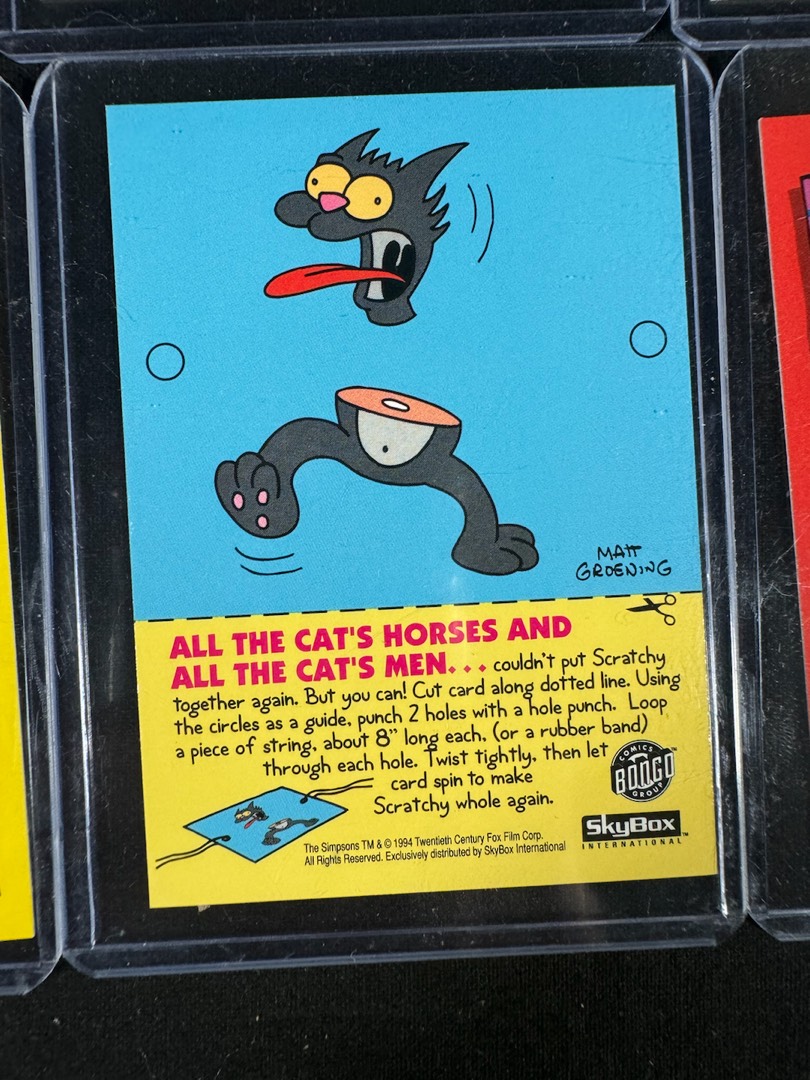 MATT
GROENING
ALL THE CAT'S HORSES AND
ALL THE CAT'S MEN... couldn't put Scratchy
together again. But you can! Cut card along dotted line. Using
the circles as a guide, punch 2 holes with a hole punch. Loop
a piece of string, about 8" long each, (or a rubber band)
through each hole. Twist tightly, then let
card spin to make
Scratchy whole again.
COMICS
BONGO
GROUP
TM
The Simpsons TM & © 1994 Twentieth Century Fox Film Corp.
All Rights Reserved. Exclusively distributed by SkyBox International
SkyBox TM
INTERNATIONAL